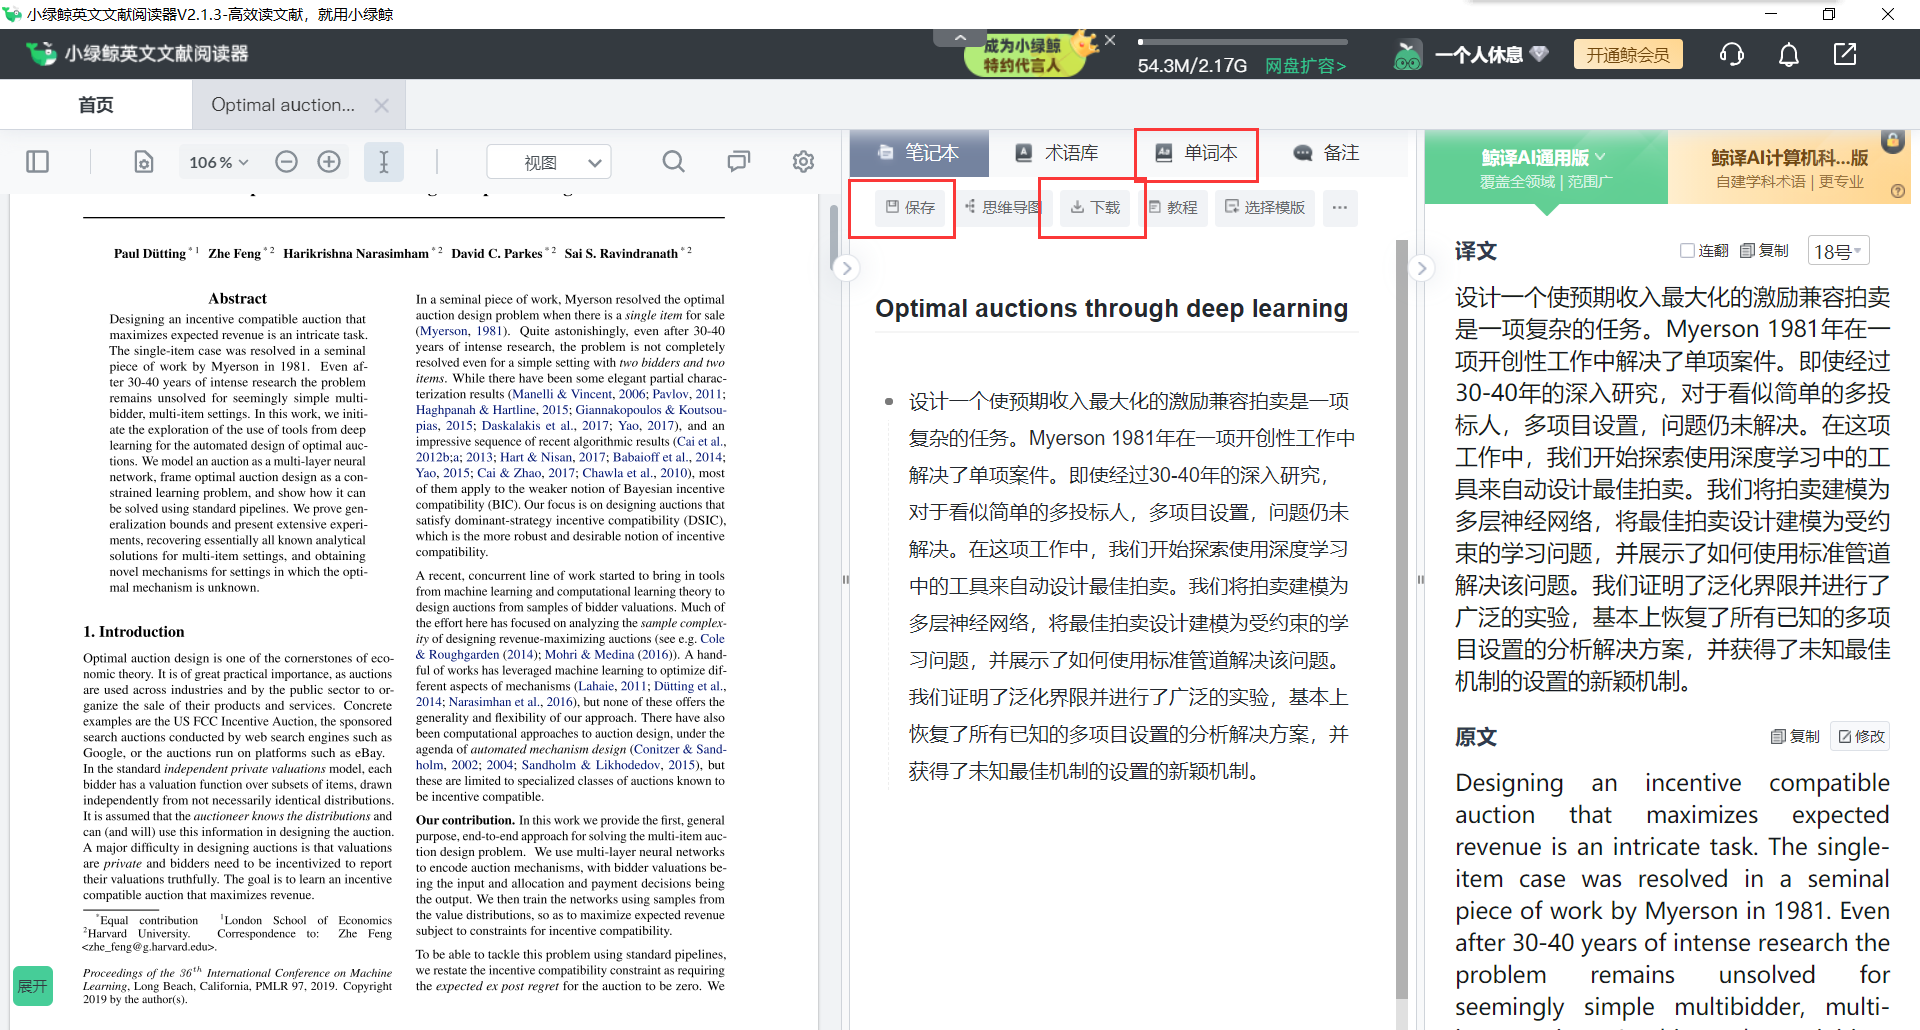 小绿鲸英文文献阅读器V2.1.3-高效读文献，就用小绿鲸
小绿鲸英文文献阅读器
成为小绿鲸
特约代言人
54.3M/2.17G
网盘扩容>
一个人休息
开通鲸会员
首页
Optimal auction...
106%
视图
Paul Dütting * 1 Zhe Feng * 2 Harikrishna Narasimham * 2 David C. Parkes * 2 Sai S. Ravindranath * 2
Abstract
Designing an incentive compatible auction that
maximizes expected revenue is an intricate task.
The single-item case was resolved in a seminal
piece of work by Myerson in 1981. Even af-
ter 30-40 years of intense research the problem
remains unsolved for seemingly simple multi-
bidder, multi-item settings. In this work, we initi-
ate the exploration of the use of tools from deep
learning for the automated design of optimal auc-
tions. We model an auction as a multi-layer neural
network, frame optimal auction design as a con-
strained learning problem, and show how it can
be solved using standard pipelines. We prove gen-
eralization bounds and present extensive experi-
ments, recovering essentially all known analytical
solutions for multi-item settings, and obtaining
novel mechanisms for settings in which the opti-
mal mechanism is unknown.
1. Introduction
Optimal auction design is one of the cornerstones of eco-
nomic theory. It is of great practical importance, as auctions
are used across industries and by the public sector to or-
ganize the sale of their products and services. Concrete
examples are the US FCC Incentive Auction, the sponsored
search auctions conducted by web search engines such as
Google, or the auctions run on platforms such as eBay.
In the standard independent private valuations model, each
bidder has a valuation function over subsets of items, drawn
independently from not necessarily identical distributions.
It is assumed that the auctioneer knows the distributions and
can (and will) use this information in designing the auction.
A major difficulty in designing auctions is that valuations
are private and bidders need to be incentivized to report
their valuations truthfully. The goal is to learn an incentive
compatible auction that maximizes revenue.
*Equal contribution 1London School of Economics
2Harvard University. Correspondence to: Zhe Feng
<zhe_feng@g.harvard.edu>.
Proceedings of the 36th International Conference on Machine
Learning, Long Beach, California, PMLR 97, 2019. Copyright
2019 by the author(s).
展开
In a seminal piece of work, Myerson resolved the optimal
auction design problem when there is a single item for sale
(Myerson, 1981). Quite astonishingly, even after 30-40
years of intense research, the problem is not completely
resolved even for a simple setting with two bidders and two
items. While there have been some elegant partial charac-
terization results (Manelli & Vincent, 2006; Pavlov, 2011;
Haghpanah & Hartline, 2015; Giannakopoulos & Koutsou-
pias, 2015; Daskalakis et al., 2017; Yao, 2017), and an
impressive sequence of recent algorithmic results (Cai et al.,
2012b;a; 2013; Hart & Nisan, 2017; Babaioff et al., 2014;
Yao, 2015; Cai & Zhao, 2017; Chawla et al., 2010), most
of them apply to the weaker notion of Bayesian incentive
compatibility (BIC). Our focus is on designing auctions that
satisfy dominant-strategy incentive compatibility (DSIC),
which is the more robust and desirable notion of incentive
compatibility.
A recent, concurrent line of work started to bring in tools
from machine learning and computational learning theory to
design auctions from samples of bidder valuations. Much of
the effort here has focused on analyzing the sample complex-
ity of designing revenue-maximizing auctions (see e.g. Cole
& Roughgarden (2014); Mohri & Medina (2016)). A hand-
ful of works has leveraged machine learning to optimize dif-
ferent aspects of mechanisms (Lahaie, 2011; Dütting et al.,
2014; Narasimhan et al., 2016), but none of these offers the
generality and flexibility of our approach. There have also
been computational approaches to auction design, under the
agenda of automated mechanism design (Conitzer & Sand-
holm, 2002; 2004; Sandholm & Likhodedov, 2015), but
these are limited to specialized classes of auctions known to
be incentive compatible.
Our contribution. In this work we provide the first, general
purpose, end-to-end approach for solving the multi-item auc-
tion design problem. We use multi-layer neural networks
to encode auction mechanisms, with bidder valuations be-
ing the input and allocation and payment decisions being
the output. We then train the networks using samples from
the value distributions, so as to maximize expected revenue
subject to constraints for incentive compatibility.
To be able to tackle this problem using standard pipelines,
we restate the incentive compatibility constraint as requiring
the expected ex post regret for the auction to be zero. We
笔记本
术语库
单词本
备注
保存
思维导图
下载
教程
选择模版
...
Optimal auctions through deep learning
设计一个使预期收入最大化的激励兼容拍卖是一项
复杂的任务。Myerson 1981年在一项开创性工作中
解决了单项案件。即使经过30-40年的深入研究，
对于看似简单的多投标人，多项目设置，问题仍未
解决。在这项工作中，我们开始探索使用深度学习
中的工具来自动设计最佳拍卖。我们将拍卖建模为
多层神经网络，将最佳拍卖设计建模为受约束的学
习问题，并展示了如何使用标准管道解决该问题。
我们证明了泛化界限并进行了广泛的实验，基本上
恢复了所有已知的多项目设置的分析解决方案，并
获得了未知最佳机制的设置的新颖机制。
鲸译AI通用版
覆盖全领域 | 范围广
鲸译AI计算机科...版
自建学科术语 | 更专业
译文
连翻
复制
18号
设计一个使预期收入最大化的激励兼容拍卖
是一项复杂的任务。Myerson 1981年在一
项开创性工作中解决了单项案件。即使经过
30-40年的深入研究，对于看似简单的多投
标人，多项目设置，问题仍未解决。在这项
工作中，我们开始探索使用深度学习中的工
具来自动设计最佳拍卖。我们将拍卖建模为
多层神经网络，将最佳拍卖设计建模为受约
束的学习问题，并展示了如何使用标准管道
解决该问题。我们证明了泛化界限并进行了
广泛的实验，基本上恢复了所有已知的多项
目设置的分析解决方案，并获得了未知最佳
机制的设置的新颖机制。
原文
复制
修改
Designing an incentive compatible
auction that maximizes expected
revenue is an intricate task. The single-
item case was resolved in a seminal
piece of work by Myerson in 1981. Even
after 30-40 years of intense research the
problem remains unsolved for
seemingly simple multibidder, multi-